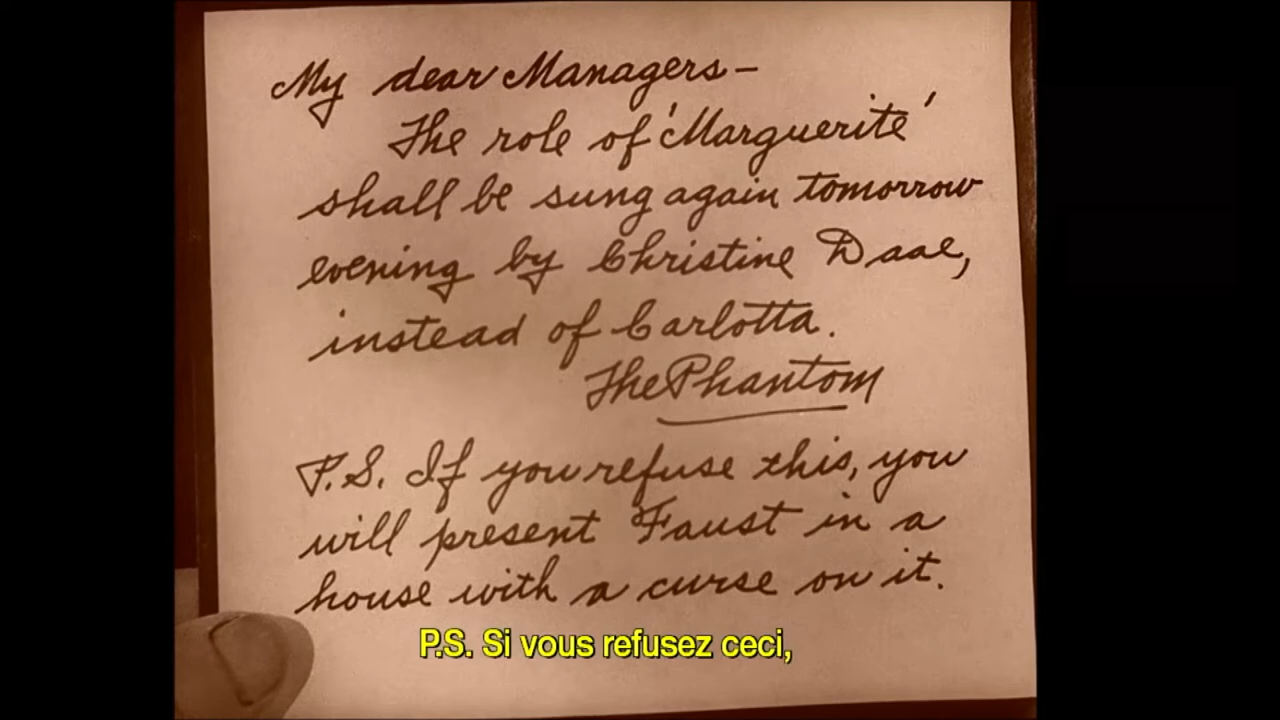 My dear Managers —
The role of 'Marguerite'
shall be sung again tomorrow
evening by Christine Daae,
instead of Carlotta.
The Phantom
P.S. If you refuse this, you
will present Faust in a
house with a curse on it.
P.S. Si vous refusez ceci,